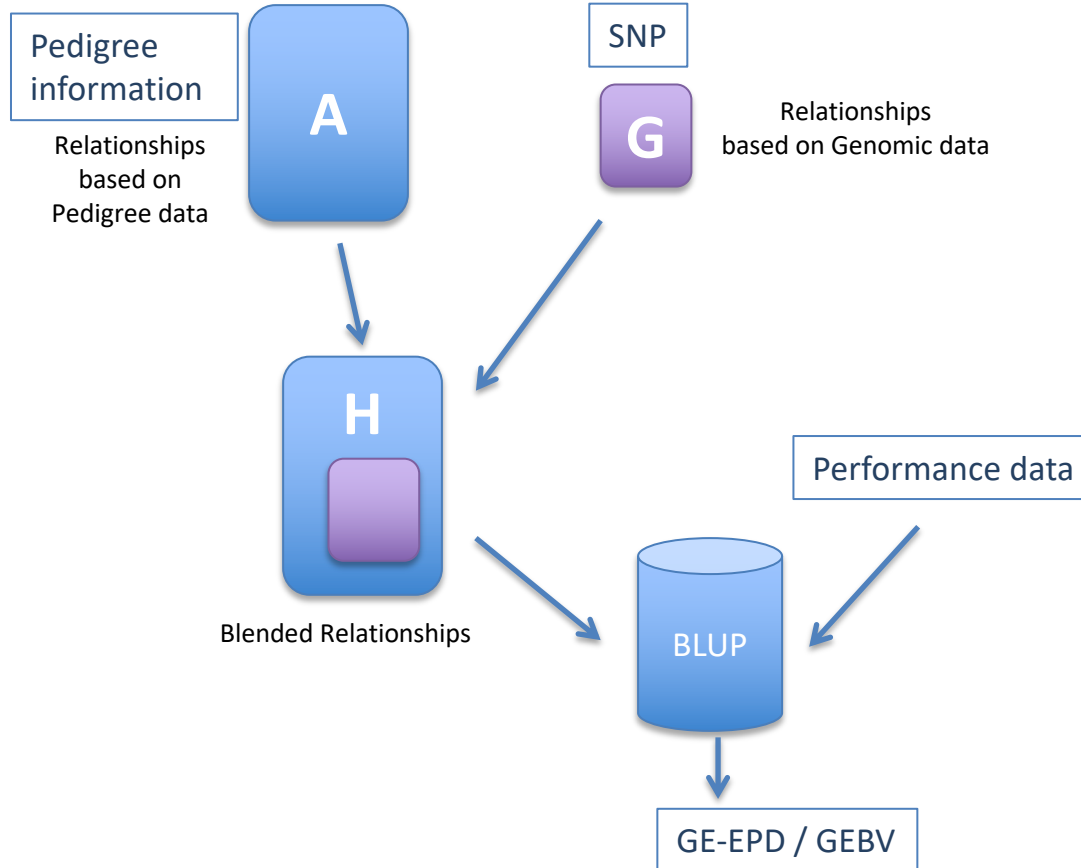 Pedigree
information
A
SNP
G
Relationships
based on Genomic data
Relationships
based on
Pedigree data
H
Blended Relationships
Performance data
BLUP
GE-EPD / GEBV